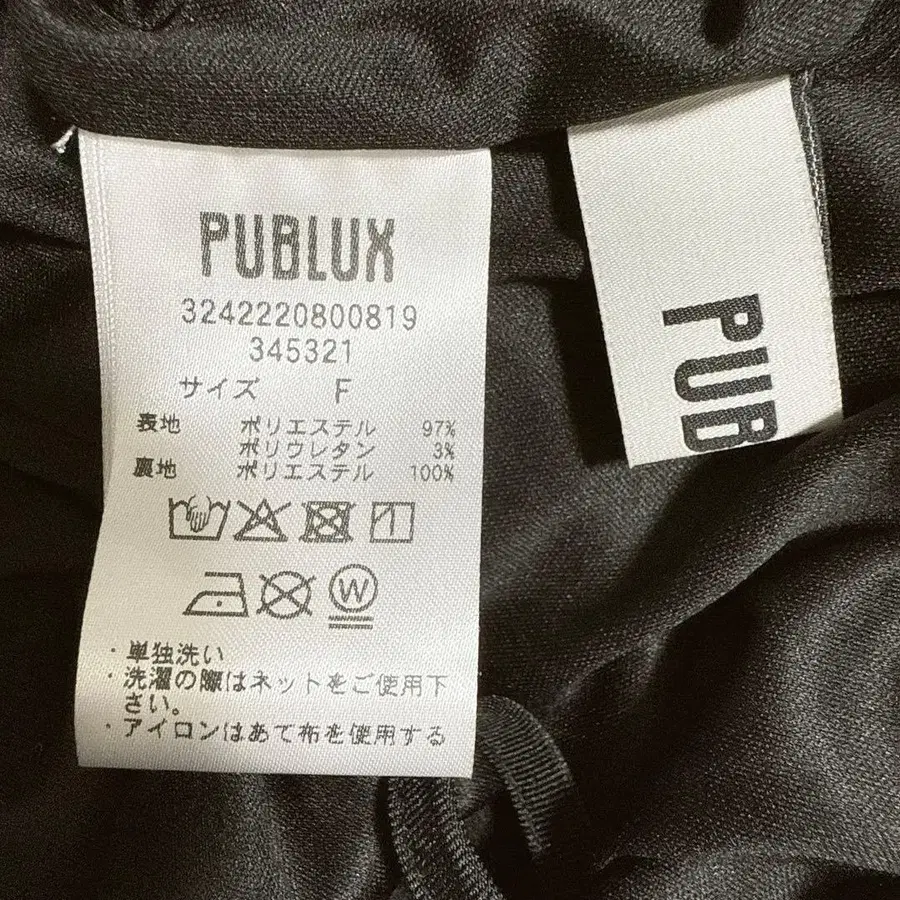 PUBLUX
3242220800819
345321
サイズ F
表地 ポリエステル 97%
ポリウレタン 3%
裏地 ポリエステル 100%
W
・単独洗い
・洗濯の際はネットをご使用下
さい。
・アイロンはあて布を使用する
PUB